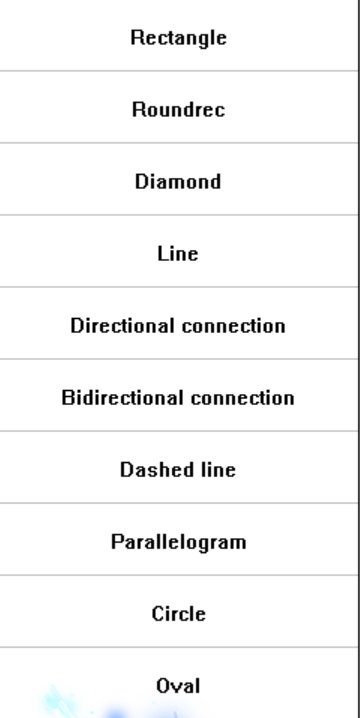 Rectangle
Roundrec
Diamond
Line
Directional connection
Bidirectional connection
Dashed line
Parallelogram
Circle
Oval